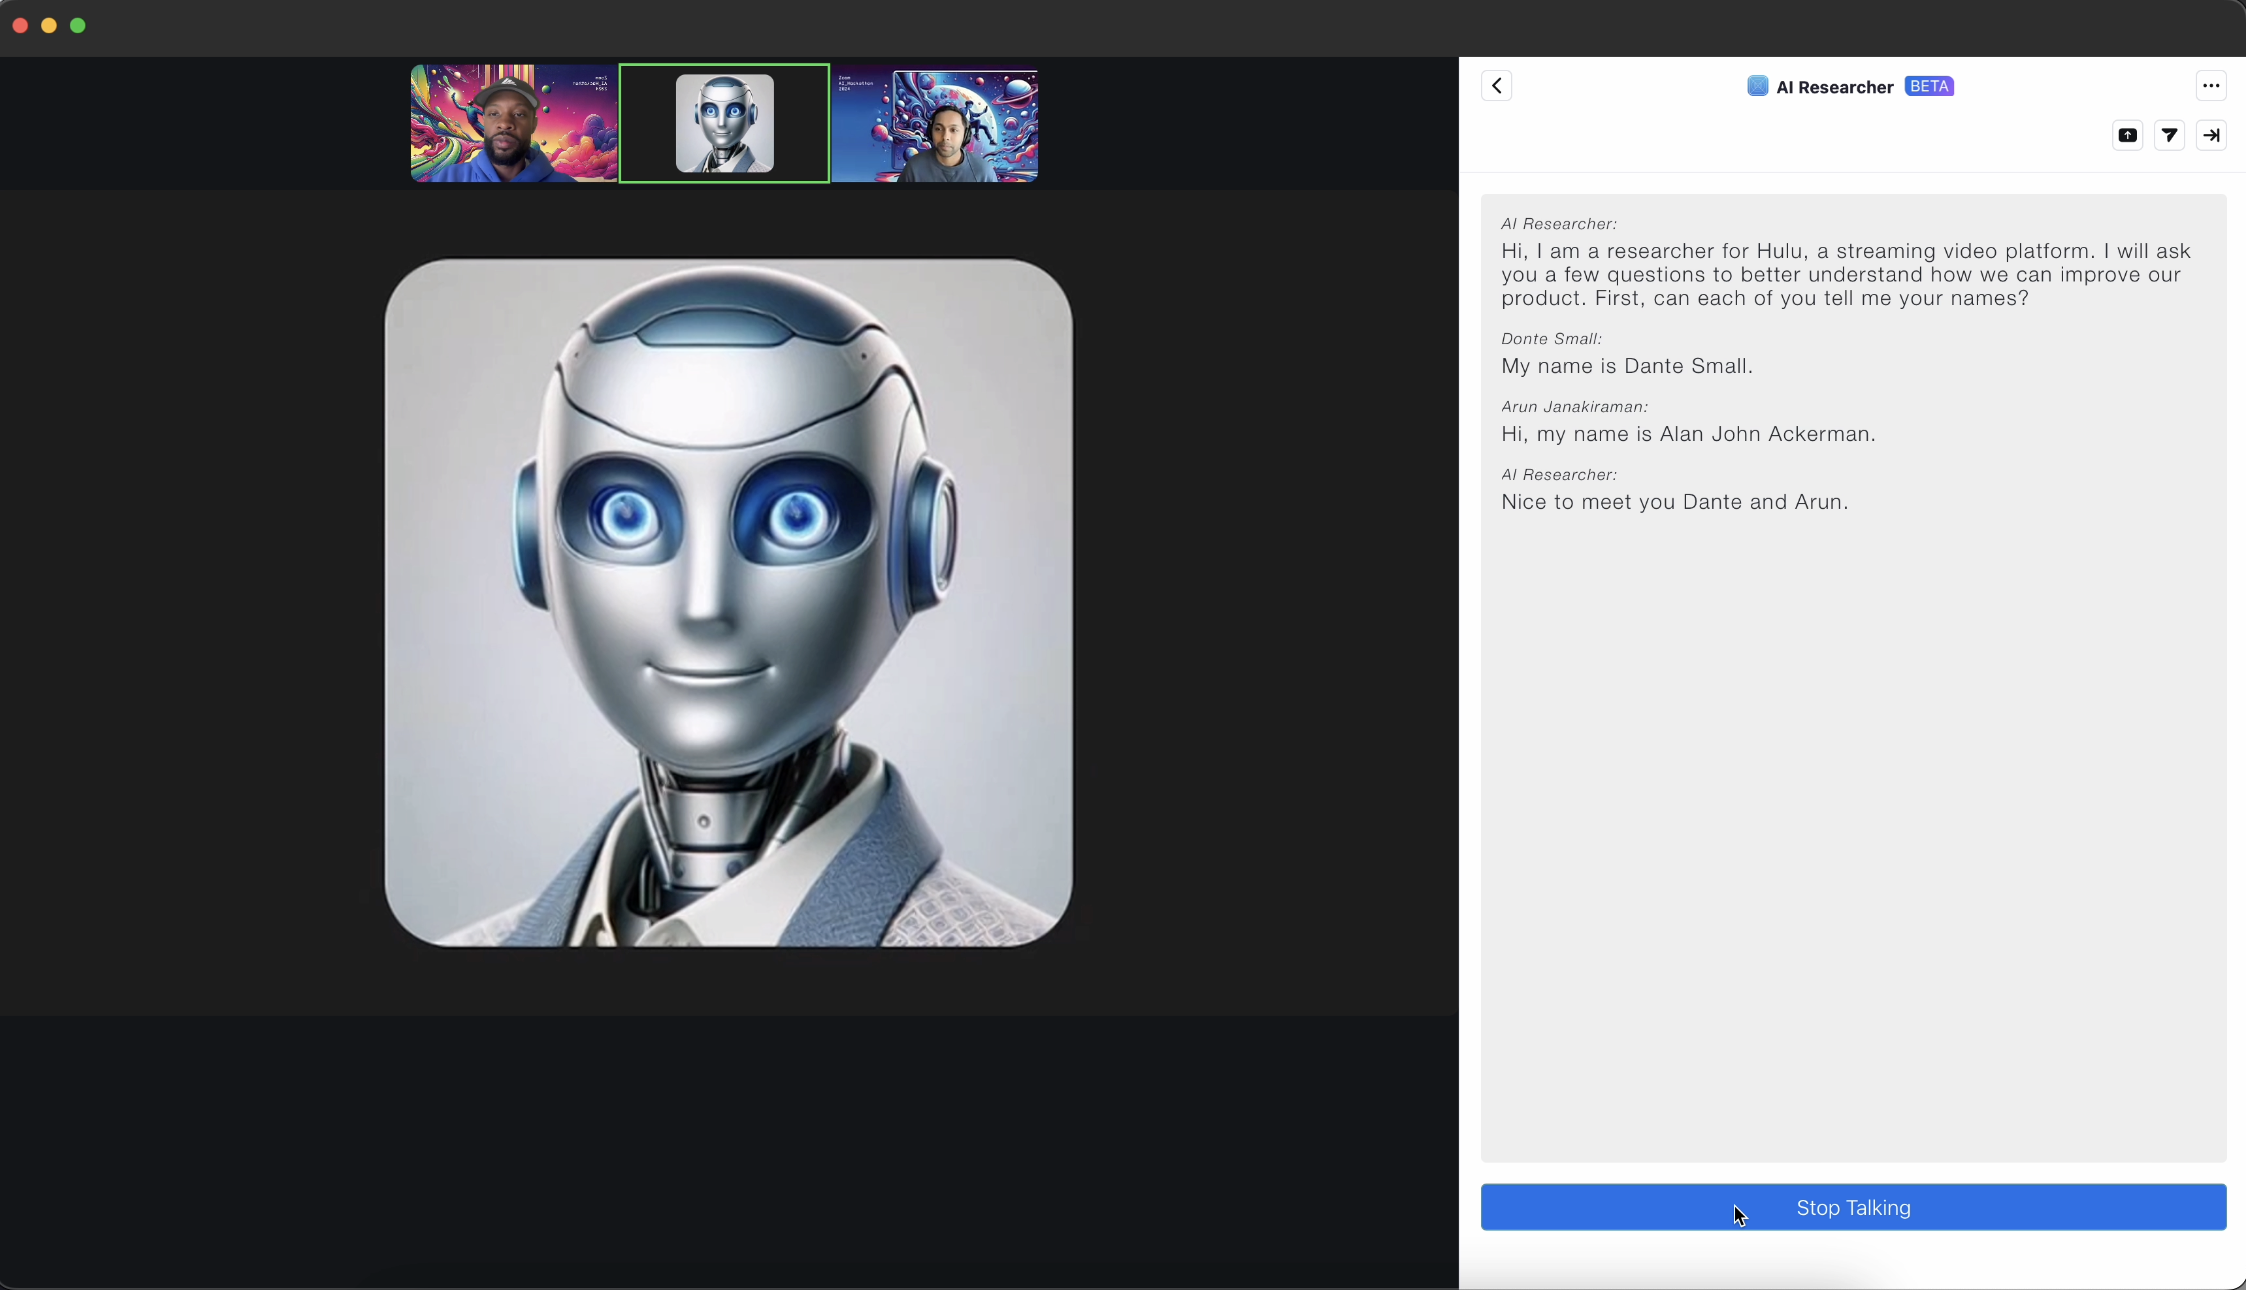 Zoom
AI_Hackathon
2024
AI Researcher BETA
AI Researcher:
Hi, I am a researcher for Hulu, a streaming video platform. I will ask
you a few questions to better understand how we can improve our
product. First, can each of you tell me your names?
Donte Small:
My name is Dante Small.
Arun Janakiraman:
Hi, my name is Alan John Ackerman.
AI Researcher:
Nice to meet you Dante and Arun.
Stop Talking